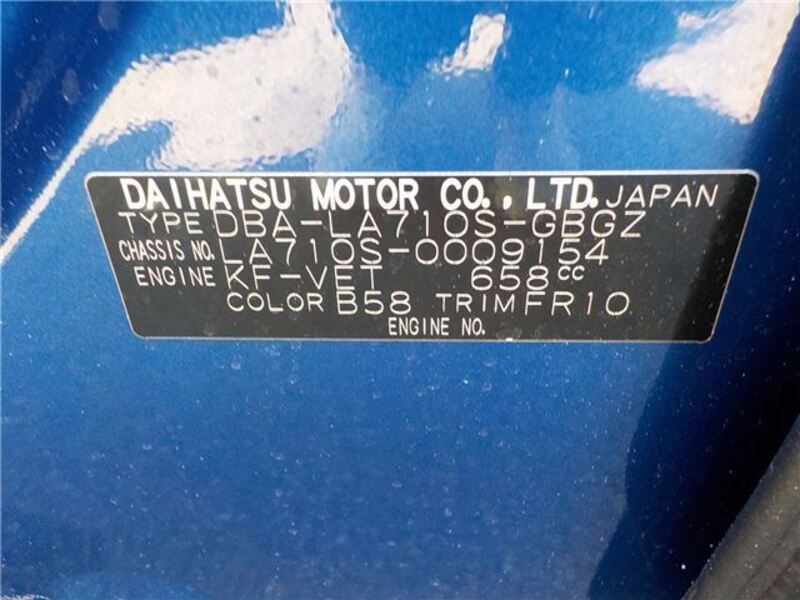 DAIHATSU MOTOR CO., LTD. JAPAN
TYPE DBA-LA710S-GBGZ
CHASSIS NO. LA710S-0009154
ENGINE KF-VET 658cc
COLOR B58 TRIM FR10
ENGINE NO.